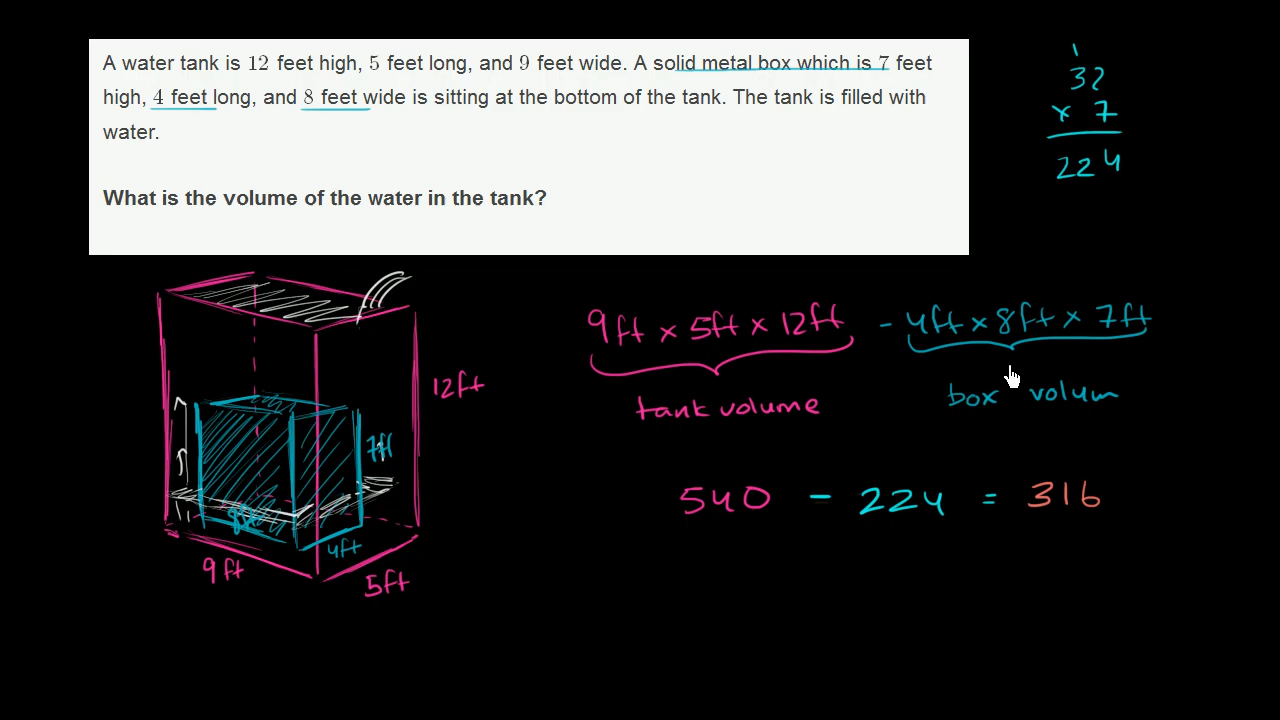 A water tank is 12 feet high, 5 feet long, and 9 feet wide. A solid metal box which is 7 feet
high, 4 feet long, and 8 feet wide is sitting at the bottom of the tank. The tank is filled with
water.
What is the volume of the water in the tank?
1
32
x 7
224
9ft x 5ft x 12ft - 4ft x 8ft x 7ft
tank volume
box volum
540 - 224 = 316
12ft
7ft
8ft
4ft
9ft
5ft